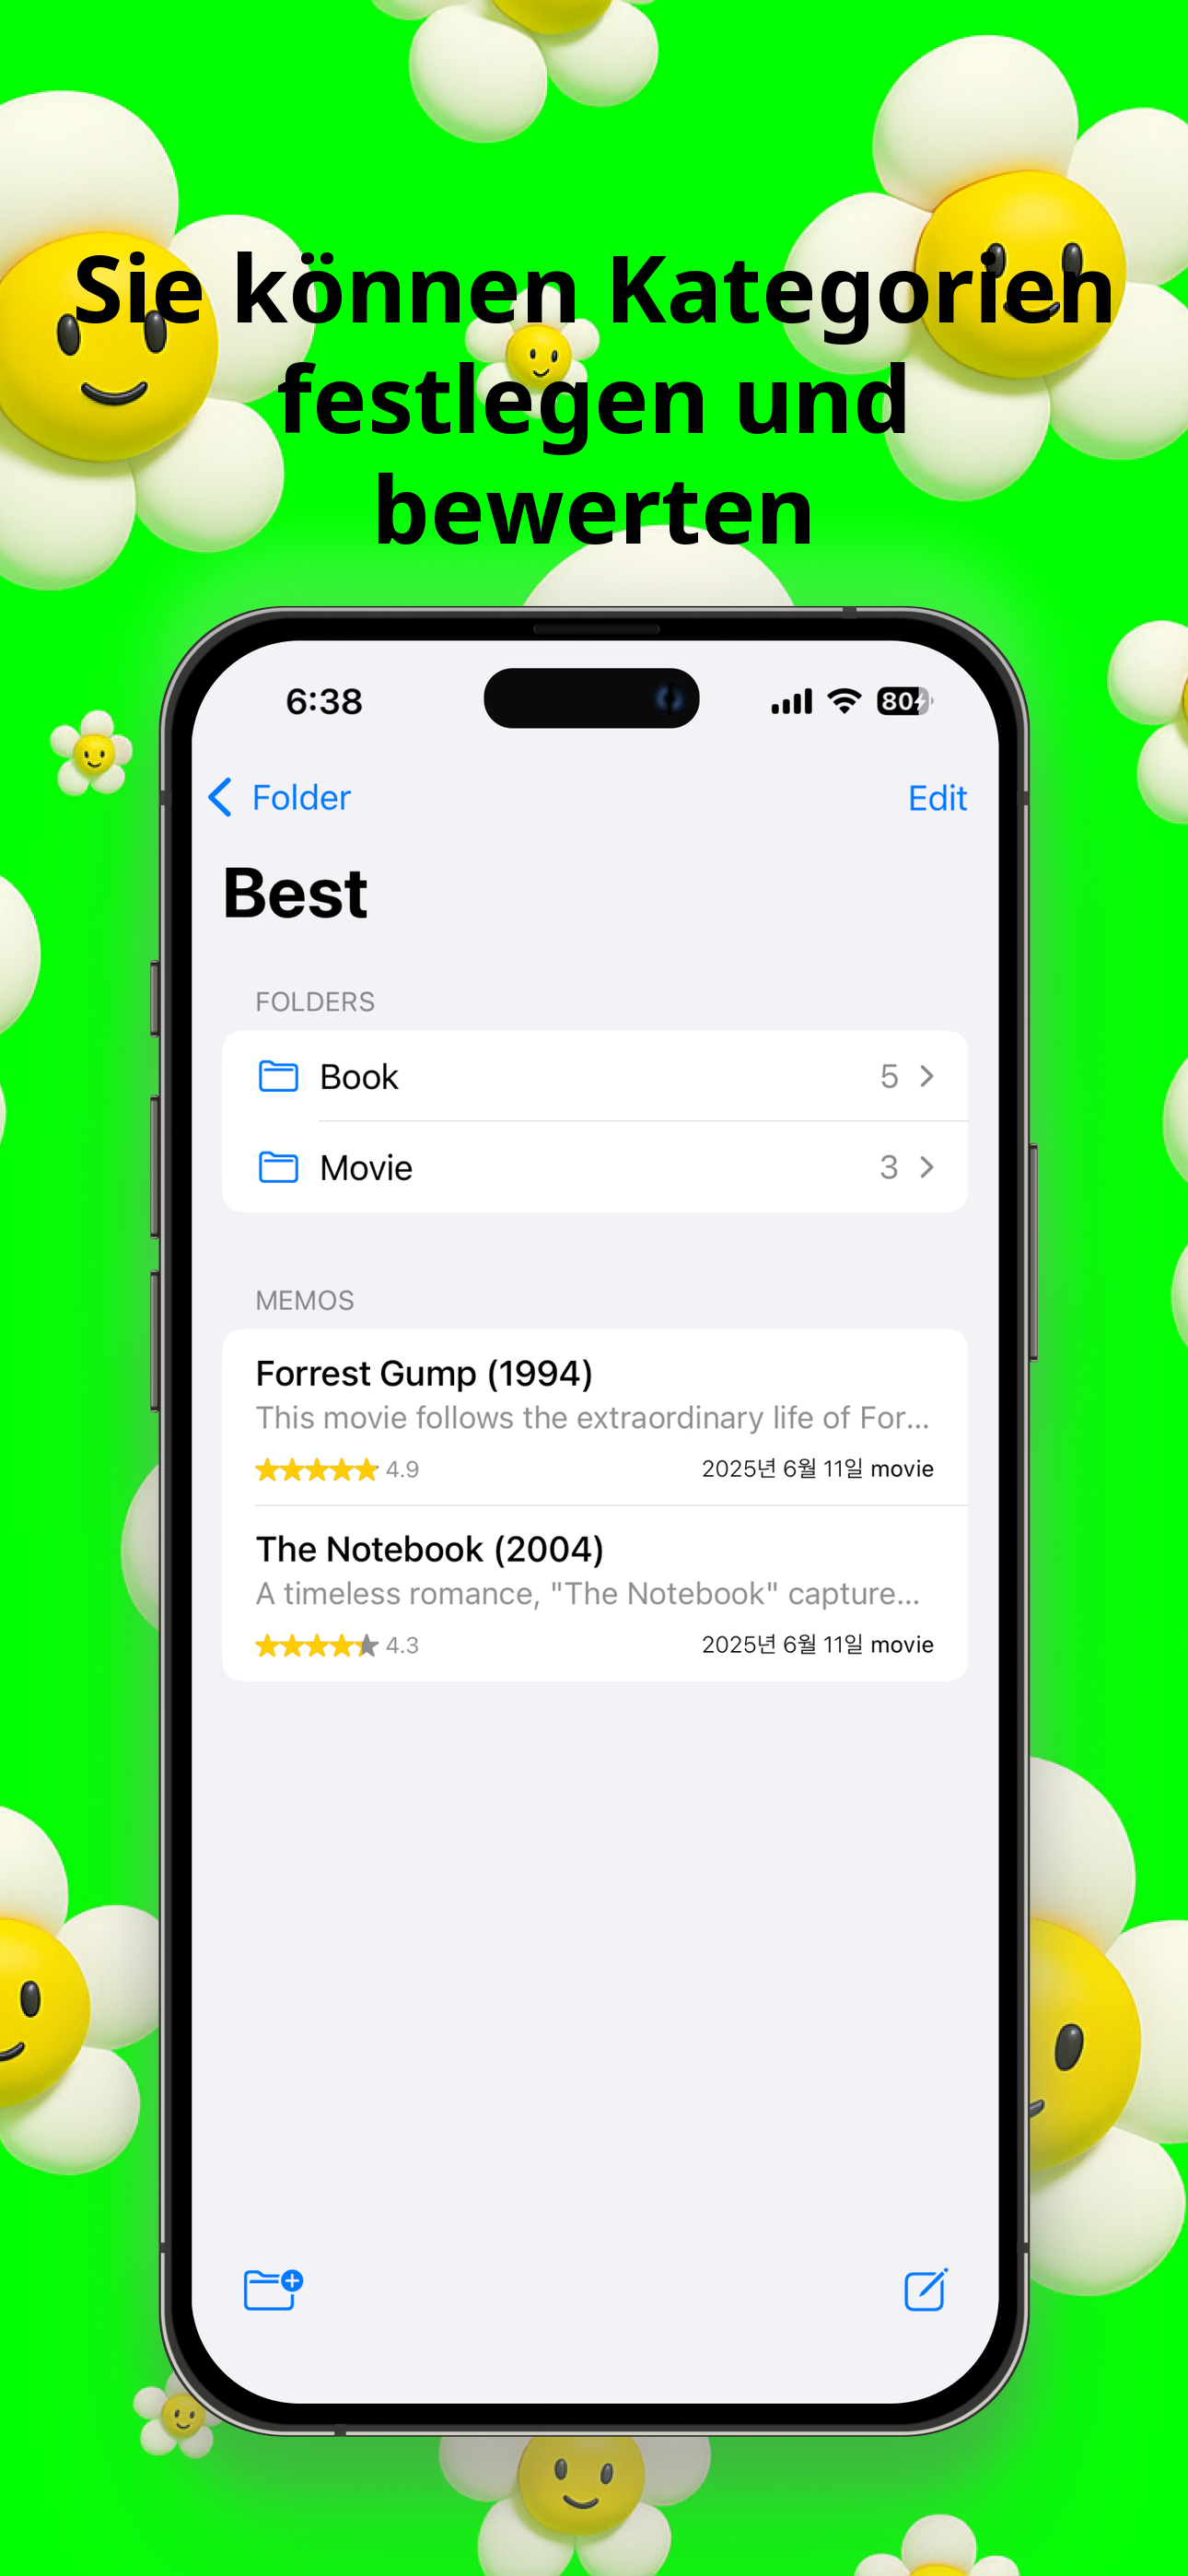 Sie können Kategorien
festlegen und
bewerten
6:38
80
Folder
Edit
Best
FOLDERS
Book 5
Movie 3
MEMOS
Forrest Gump (1994)
This movie follows the extraordinary life of For...
4.9 2025년 6월 11일 movie
The Notebook (2004)
A timeless romance, "The Notebook" capture...
4.3 2025년 6월 11일 movie